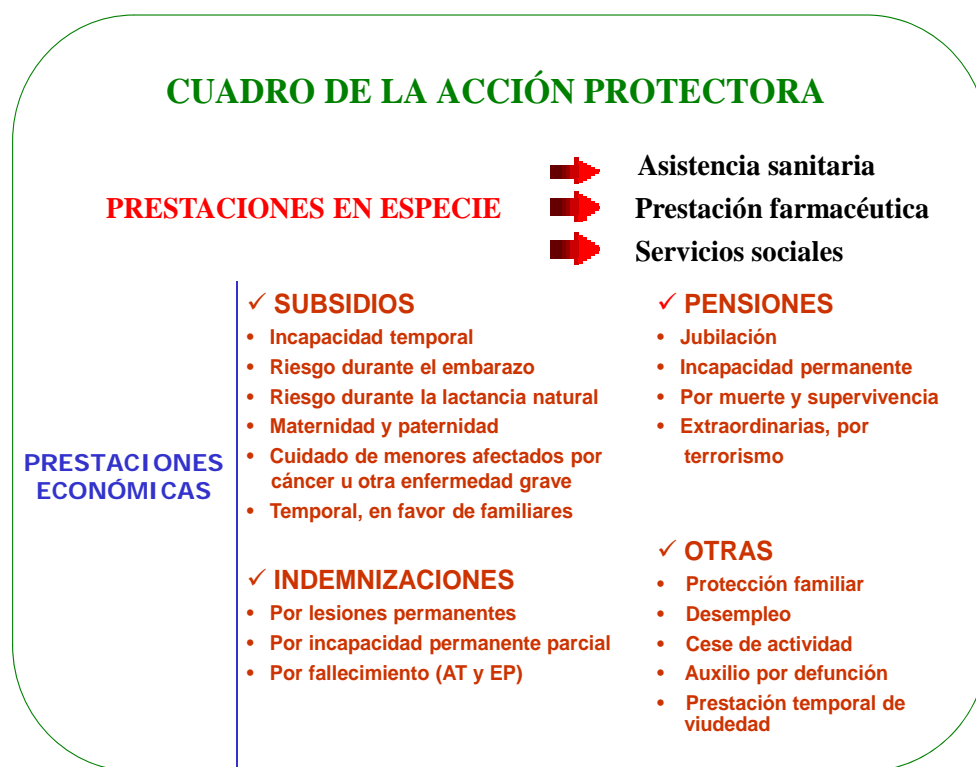 CUADRO DE LA ACCIÓN PROTECTORA
PRESTACIONES EN ESPECIE
Asistencia sanitaria
Prestación farmacéutica
Servicios sociales
PRESTACIONES
ECONÓMICAS
✓ SUBSIDIOS
• Incapacidad temporal
• Riesgo durante el embarazo
• Riesgo durante la lactancia natural
• Maternidad y paternidad
• Cuidado de menores afectados por
cáncer u otra enfermedad grave
• Temporal, en favor de familiares
✓ INDEMNIZACIONES
• Por lesiones permanentes
• Por incapacidad permanente parcial
• Por fallecimiento (AT y EP)
✓ PENSIONES
• Jubilación
• Incapacidad permanente
• Por muerte y supervivencia
• Extraordinarias, por
terrorismo
✓ OTRAS
• Protección familiar
• Desempleo
• Cese de actividad
• Auxilio por defunción
• Prestación temporal de
viudedad